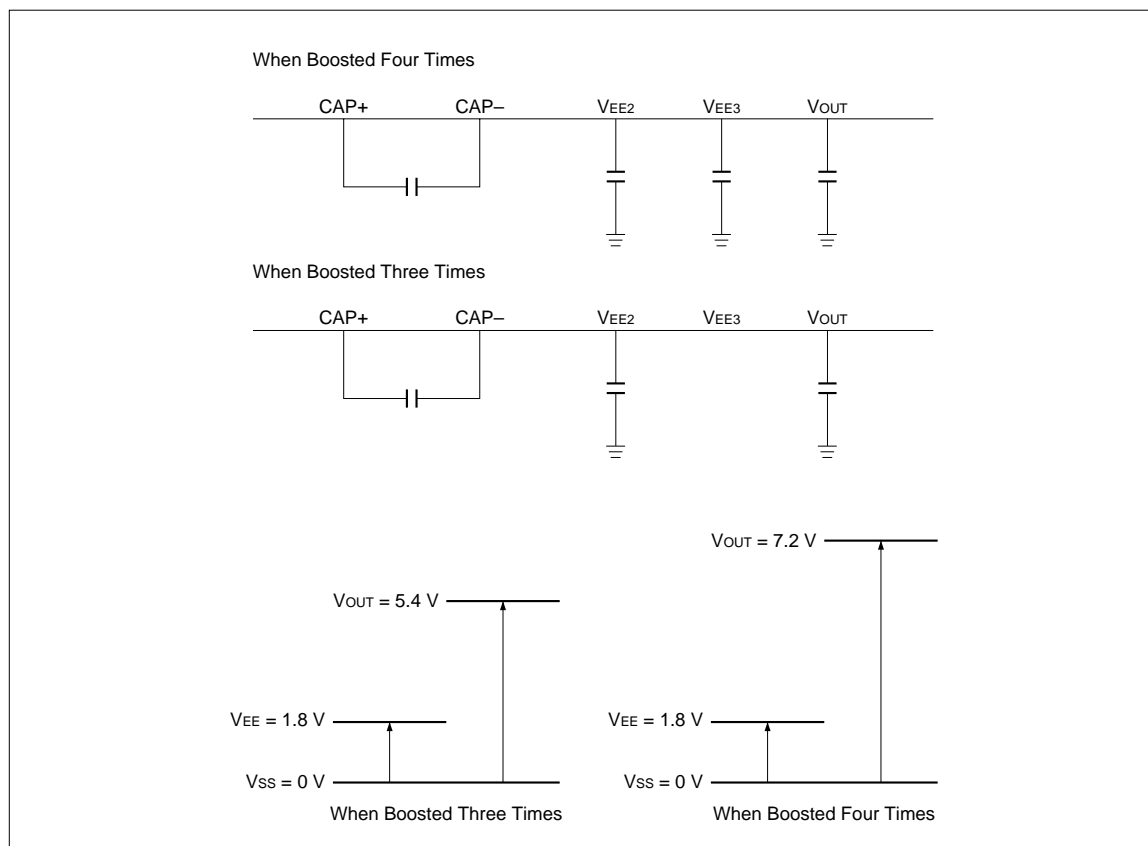 When Boosted Four Times
CAP+ CAP– VEE2 VEE3 VOUT
When Boosted Three Times
CAP+ CAP– VEE2 VEE3 VOUT
VOUT = 7.2 V
VOUT = 5.4 V
VEE = 1.8 V VEE = 1.8 V
VSS = 0 V VSS = 0 V
When Boosted Three Times When Boosted Four Times